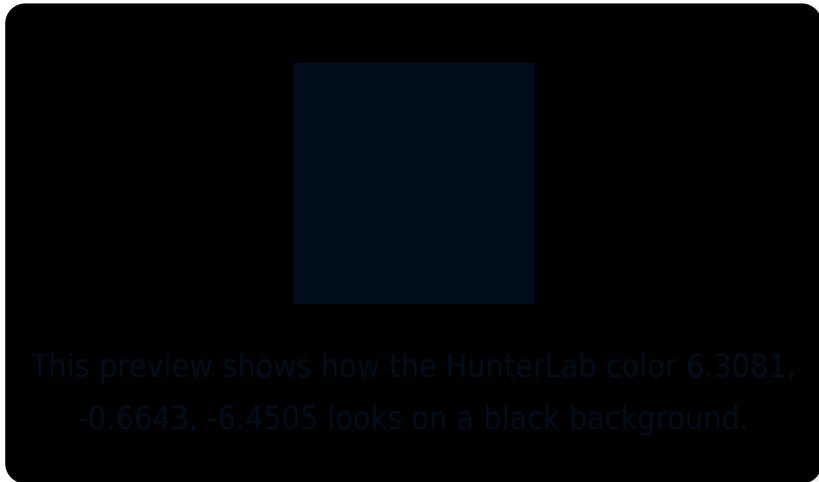 This preview shows how the HunterLab color 6.3081,
-0.6643, -6.4505 looks on a black background.